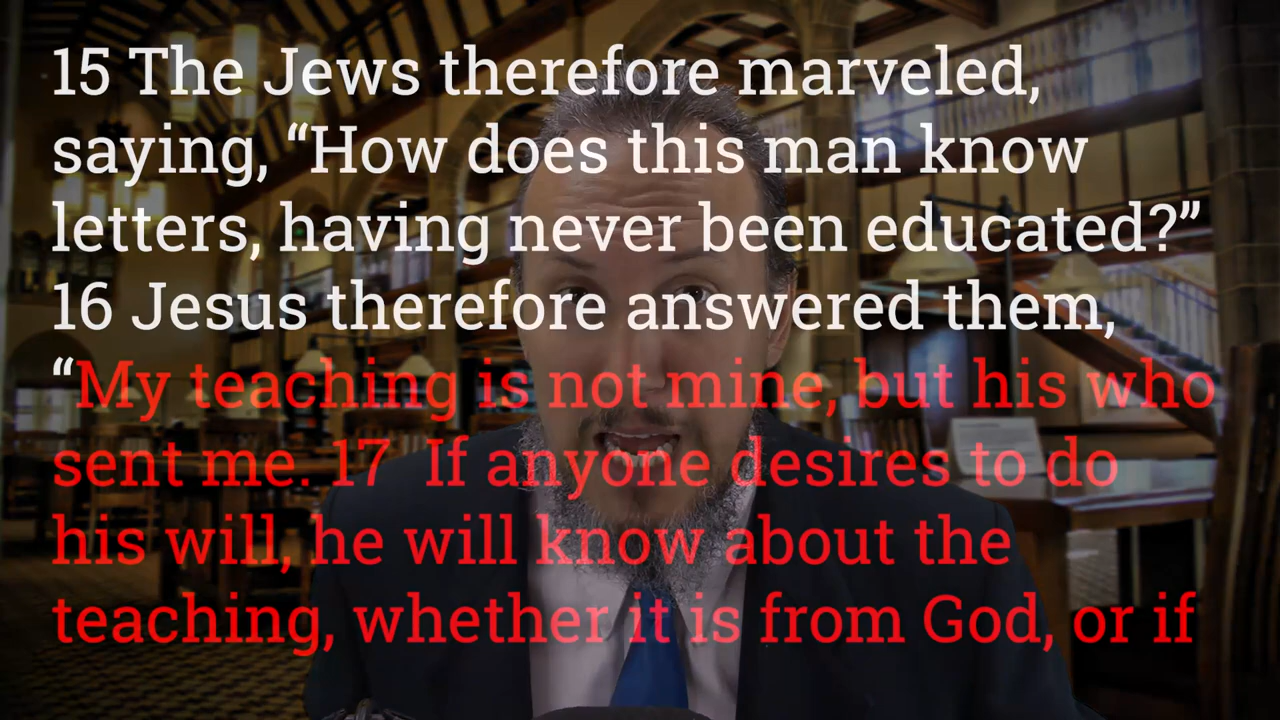 15 The Jews therefore marveled,
saying, “How does this man know
letters, having never been educated?”
16 Jesus therefore answered them,
“My teaching is not mine, but his who
sent me. 17 If anyone desires to do
his will, he will know about the
teaching, whether it is from God, or if